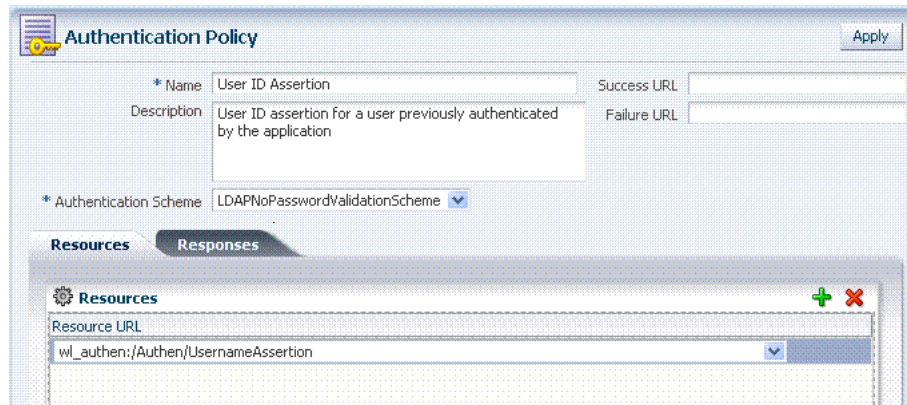 Authentication Policy
Apply
* Name User ID Assertion
Success URL
Description User ID assertion for a user previously authenticated
by the application
Failure URL
* Authentication Scheme LDAPNoPasswordValidationScheme
Resources Responses
Resources
Resource URL
wl_authen:/Authen/UsernameAssertion